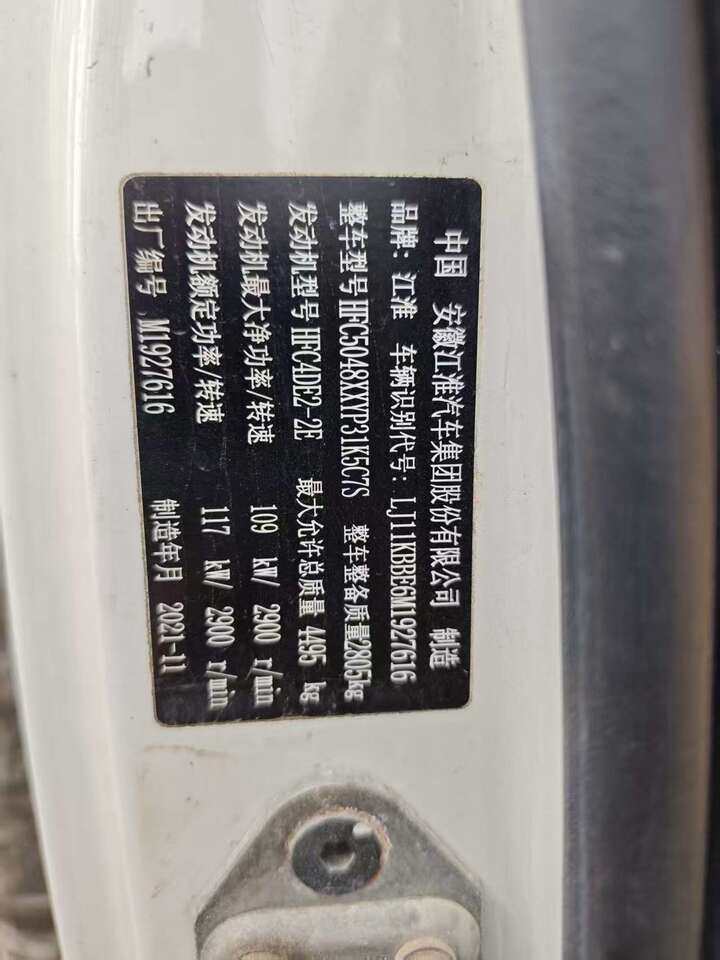 中国 安徽江淮汽车集团股份有限公司 制造
品牌：江淮 车辆识别代号：LJ11KBBE6M1927616
整车型号 HFC5048XXYP31K5C7S 整车整备质量2805kg
发动机型号 HFC4DE2-2E 最大允许总质量 4495 kg
发动机最大净功率/转速 109 kW/ 2900 r/min
发动机额定功率/转速 117 kW/ 2900 r/min
出厂编号 M1927616 制造年月 2021-11